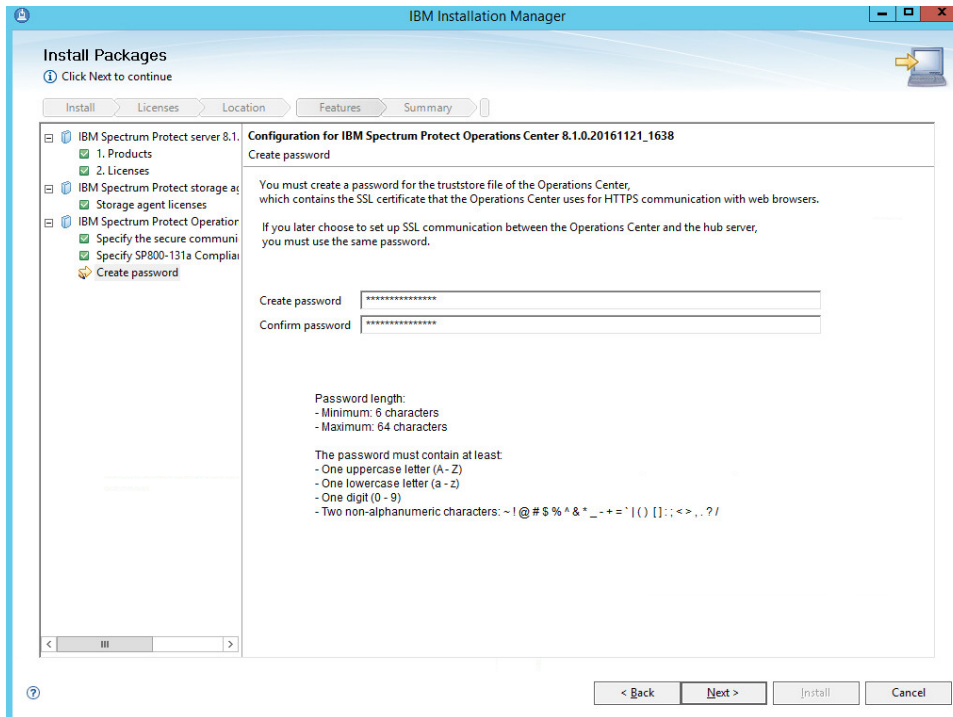 IBM Installation Manager
Install Packages
Click Next to continue
Install
Licenses
Location
Features
Summary
IBM Spectrum Protect server 8.1.
1. Products
2. Licenses
IBM Spectrum Protect storage ag
Storage agent licenses
IBM Spectrum Protect Operation
Specify the secure communi
Specify SP800-131a Complian
Create password
Configuration for IBM Spectrum Protect Operations Center 8.1.0.20161121_1638
Create password
You must create a password for the truststore file of the Operations Center,
which contains the SSL certificate that the Operations Center uses for HTTPS communication with web browsers.
If you later choose to set up SSL communication between the Operations Center and the hub server,
you must use the same password.
Create password ***************
Confirm password ***************
Password length:
- Minimum: 6 characters
- Maximum: 64 characters
The password must contain at least:
- One uppercase letter (A - Z)
- One lowercase letter (a - z)
- One digit (0 - 9)
- Two non-alphanumeric characters: ~ ! @ # $ % ^ & * _ - + = ` | ( ) [ ] : ; < > , . ? /
< Back
Next >
Install
Cancel